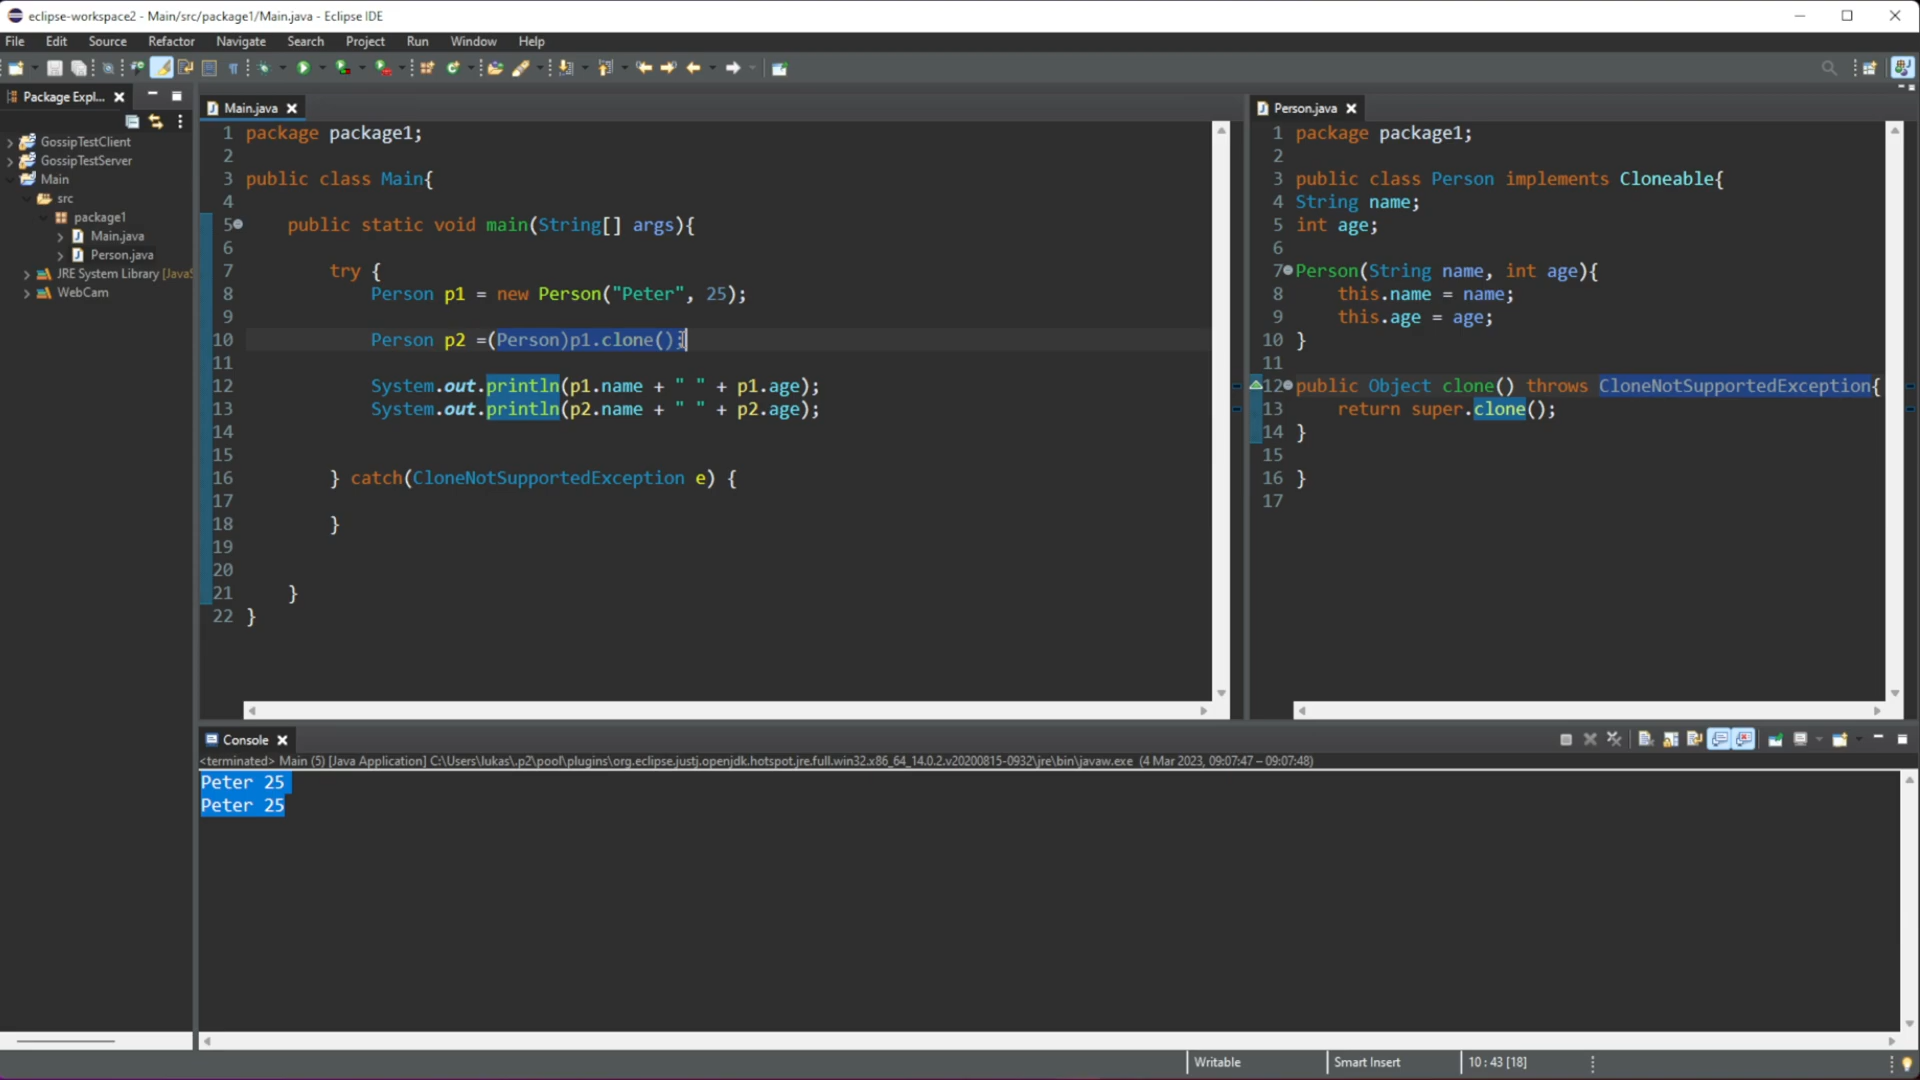 eclipse-workspace2 - Main/src/package1/Main.java - Eclipse IDE
File Edit Source Refactor Navigate Search Project Run Window Help
Package Expl...
GossipTestClient
GossipTestServer
Main
src
package1
Main.java
Person.java
JRE System Library [JavaS
WebCam
Main.java
1 package package1;
2
3 public class Main{
4
5 public static void main(String[] args){
6
7 try {
8 Person p1 = new Person("Peter", 25);
9
10 Person p2 =(Person)p1.clone();
11
12 System.out.println(p1.name + " " + p1.age);
13 System.out.println(p2.name + " " + p2.age);
14
15
16 } catch(CloneNotSupportedException e) {
17
18 }
19
20
21 }
22 }
Person.java
1 package package1;
2
3 public class Person implements Cloneable{
4 String name;
5 int age;
6
7 Person(String name, int age){
8 this.name = name;
9 this.age = age;
10 }
11
12 public Object clone() throws CloneNotSupportedException{
13 return super.clone();
14 }
15
16 }
17
Console
<terminated> Main (5) [Java Application] C:\Users\lukas\.p2\pool\plugins\org.eclipse.justj.openjdk.hotspot.jre.full.win32.x86_64_14.0.2.v20200815-0932\jre\bin\javaw.exe (4 Mar 2023, 09:07:47 – 09:07:48)
Peter 25
Peter 25
Writable Smart Insert 10 : 43 [18]